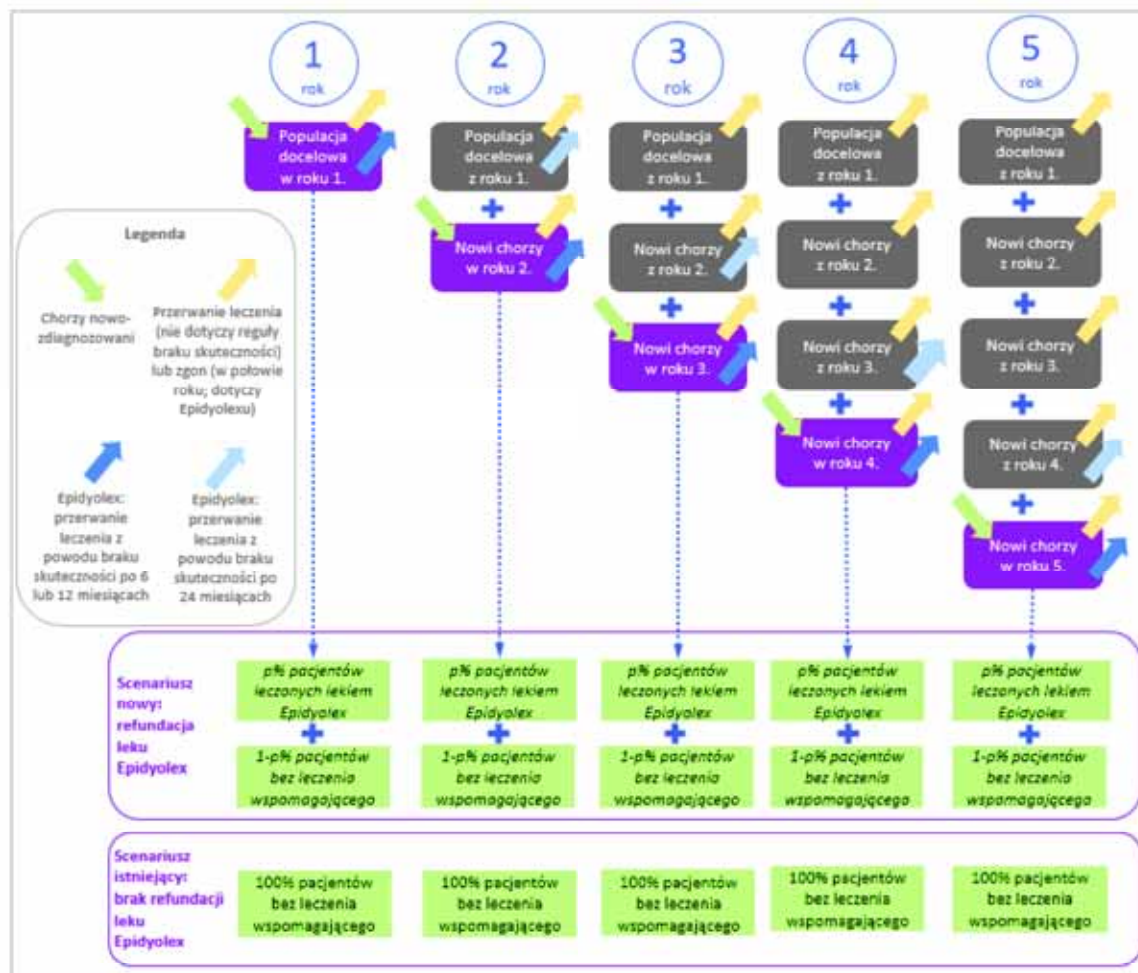 1
rok
2
rok
3
rok
4
rok
5
rok
Populacja
docelowa
w roku 1.
Populacja
docelowa
z roku 1.
Populacja
docelowa
z roku 1.
Populacja
docelowa
z roku 1.
Populacja
docelowa
z roku 1.
Nowi chorzy
w roku 2.
Nowi chorzy
z roku 2.
Nowi chorzy
z roku 2.
Nowi chorzy
z roku 2.
Nowi chorzy
w roku 3.
Nowi chorzy
z roku 3.
Nowi chorzy
z roku 3.
Nowi chorzy
w roku 4.
Nowi chorzy
z roku 4.
Nowi chorzy
w roku 5.
Legenda
Chorzy nowo-
zdiagnozowani
Przerwanie leczenia
(nie dotyczy reguły
braku skuteczności)
lub zgon (w połowie
roku; dotyczy
Epidyolexu)
Epidyolex:
przerwanie
leczenia z
powodu braku
skuteczności po 6
lub 12 miesiącach
Epidyolex:
przerwanie
leczenia z
powodu braku
skuteczności po
24 miesiącach
Scenariusz
nowy:
refundacja
leku
Epidyolex
p% pacjentów
leczonych lekiem
Epidyolex
p% pacjentów
leczonych lekiem
Epidyolex
p% pacjentów
leczonych lekiem
Epidyolex
p% pacjentów
leczonych lekiem
Epidyolex
p% pacjentów
leczonych lekiem
Epidyolex
1-p% pacjentów
bez leczenia
wspomagającego
1-p% pacjentów
bez leczenia
wspomagającego
1-p% pacjentów
bez leczenia
wspomagającego
1-p% pacjentów
bez leczenia
wspomagającego
1-p% pacjentów
bez leczenia
wspomagającego
Scenariusz
istniejący:
brak refundacji
leku
Epidyolex
100% pacjentów
bez leczenia
wspomagającego
100% pacjentów
bez leczenia
wspomagającego
100% pacjentów
bez leczenia
wspomagającego
100% pacjentów
bez leczenia
wspomagającego
100% pacjentów
bez leczenia
wspomagającego